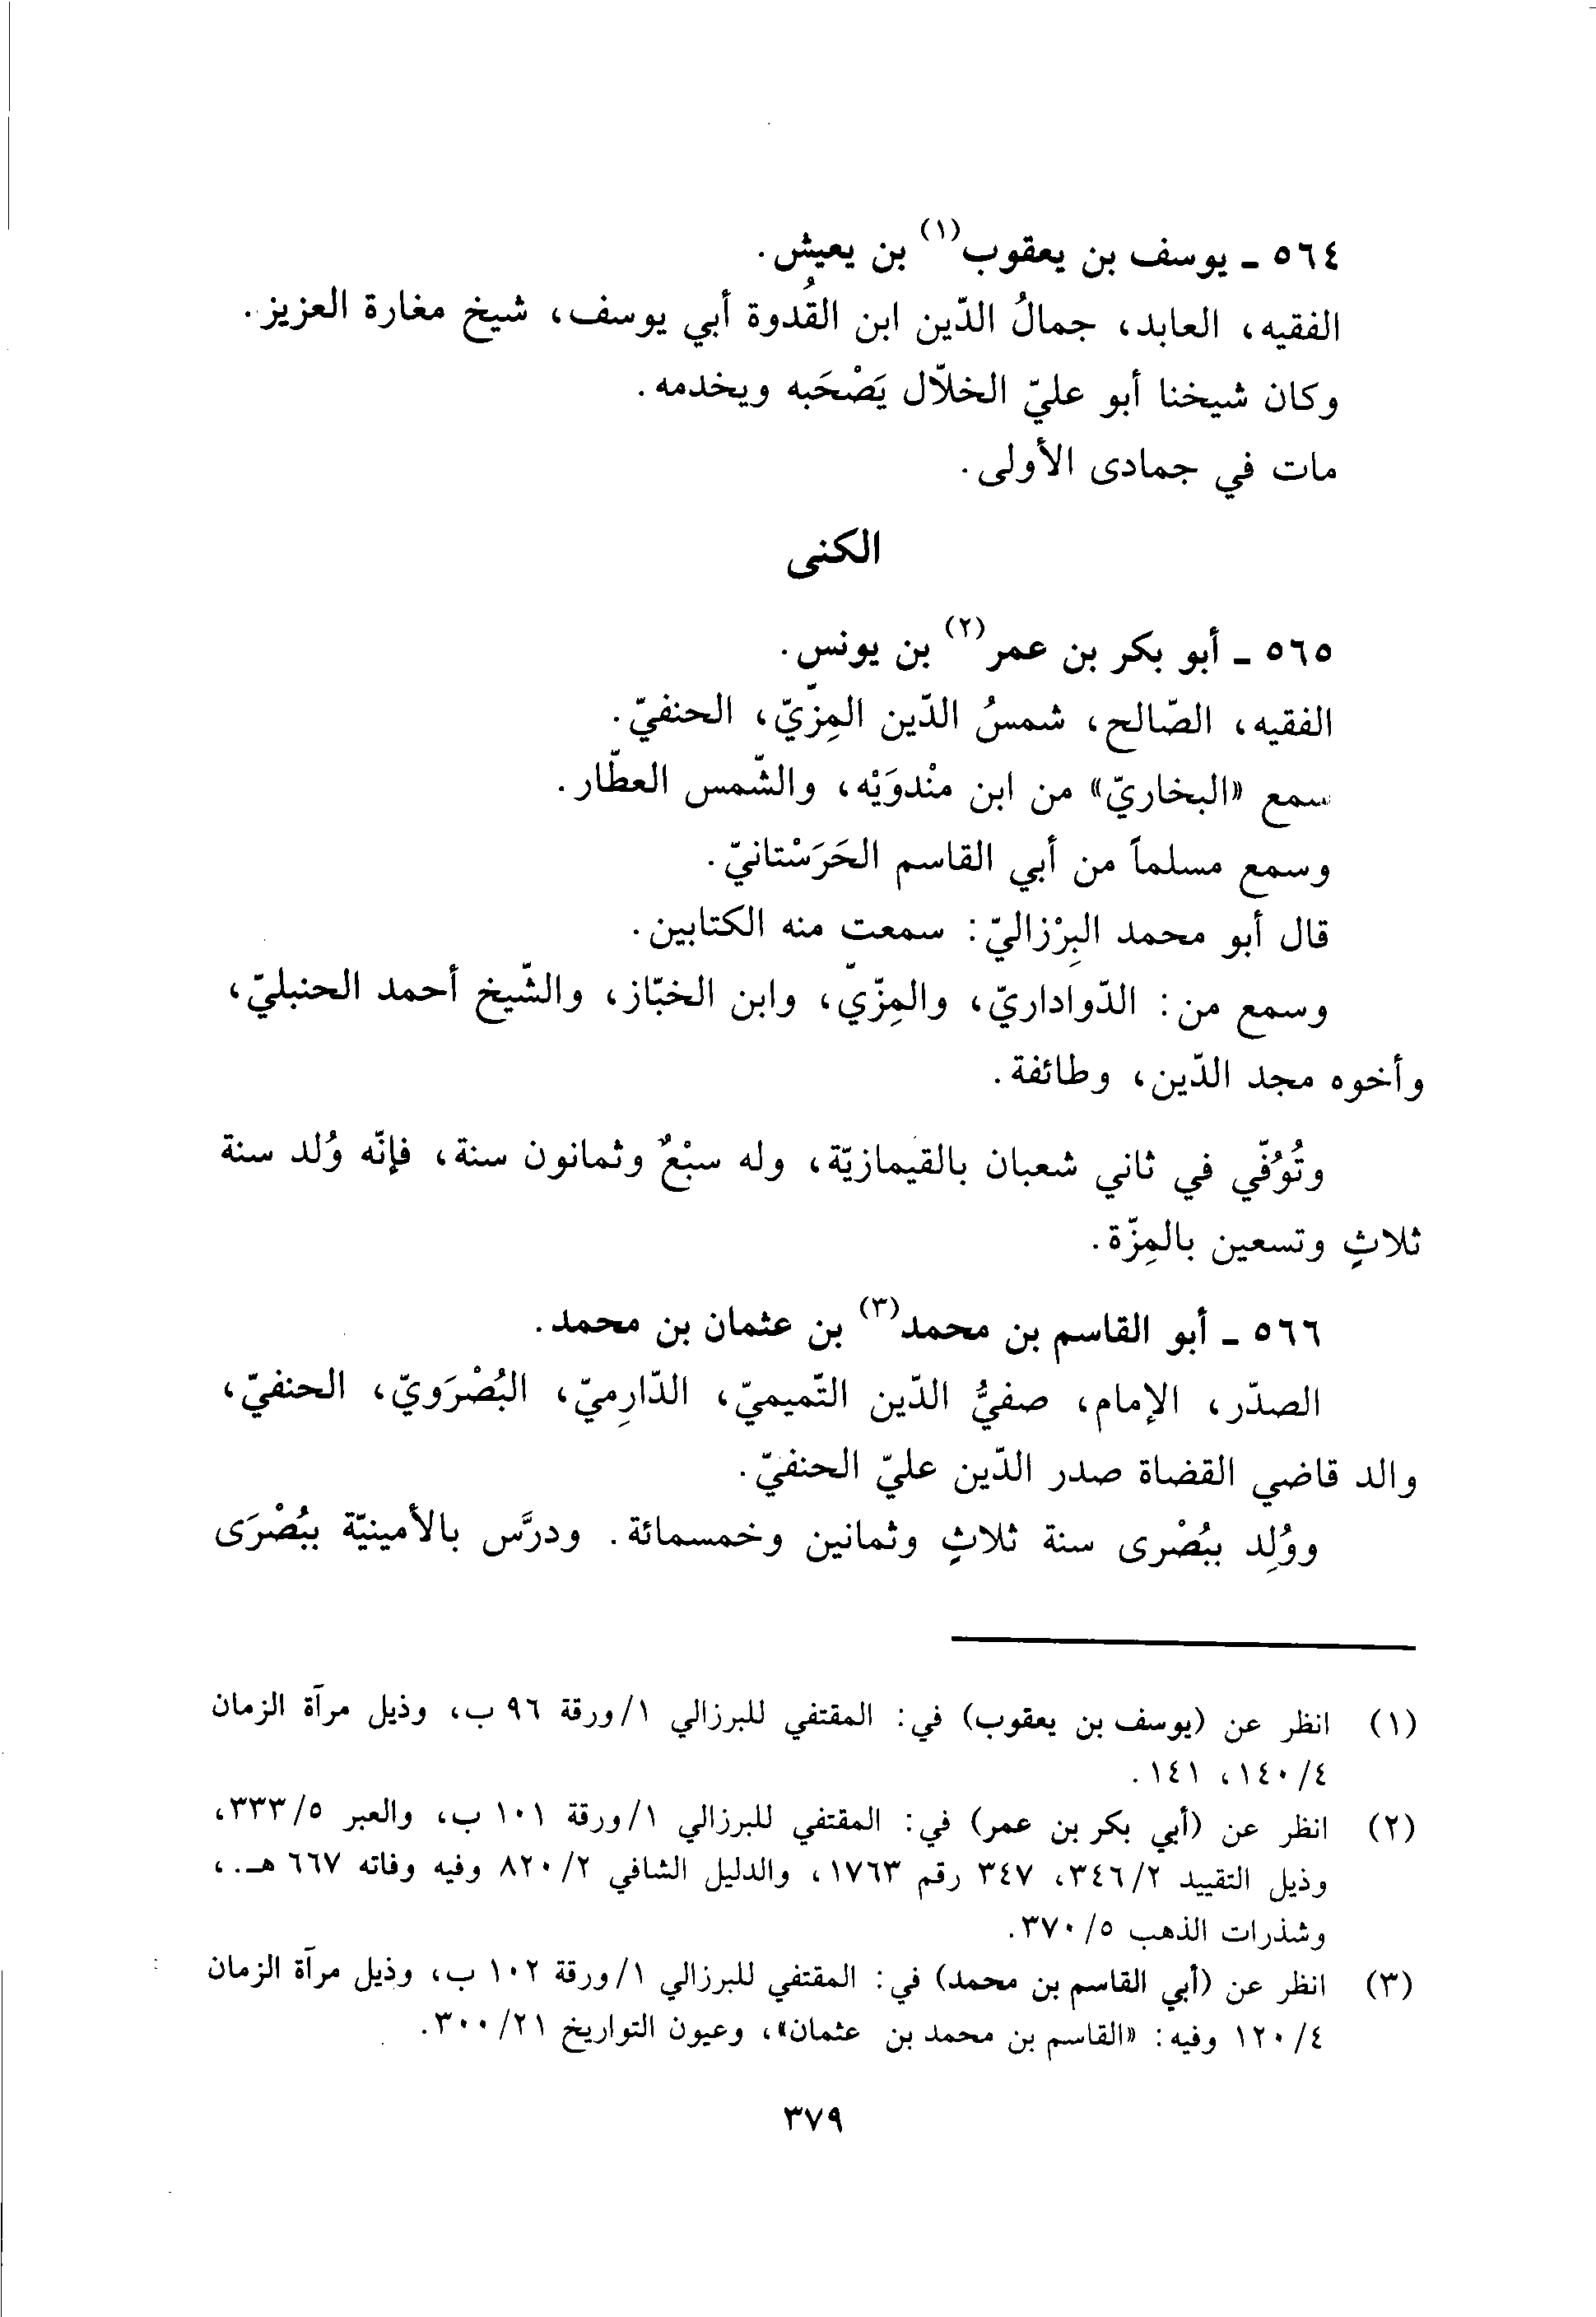 ٥٦٤ ـ يوسف بن يعقوب(١) بن يعيش.
الفقيه، العابد، جمالُ الدّين ابن القُدوة أبي يوسف، شيخ مغارة العزيز.
وكان شيخنا أبو عليّ الخلاّل يَصْحَبه ويخدمه.
مات في جمادى الأولى.
الكنى
٥٦٥ ـ أبو بكر بن عمر(٢) بن يونس.
الفقيه، الصّالح، شمسُ الدّين المِزّيّ، الحنفيّ.
سمع «البخاريّ» من ابن منْدوَيْه، والشّمس العطّار.
وسمع مسلماً من أبي القاسم الحَرَسْتانيّ.
قال أبو محمد البِرْزاليّ: سمعت منه الكتابين.
وسمع من: الدّواداريّ، والمِزّيّ، وابن الخبّاز، والشّيخ أحمد الحنبليّ،
وأخوه مجد الدّين، وطائفة.
وتُوُفّي في ثاني شعبان بالقيمازيّة، وله سبْعٌ وثمانون سنة، فإنّه وُلد سنة
ثلاثٍ وتسعين بالمِزّة.
٥٦٦ ـ أبو القاسم بن محمد(٣) بن عثمان بن محمد.
الصدّر، الإمام، صفيُّ الدّين التّميميّ، الدّارِميّ، البُصْرَويّ، الحنفيّ،
والد قاضي القضاة صدر الدّين عليّ الحنفيّ.
ووُلِد ببُصْرى سنة ثلاثٍ وثمانين وخمسمائة. ودرَّس بالأمينيّة ببُصْرَى
(١) انظر عن (يوسف بن يعقوب) في: المقتفي للبرزالي ١/ورقة ٩٦ ب، وذيل مرآة الزمان
٤/١٤٠، ١٤١.
(٢) انظر عن (أبي بكر بن عمر) في: المقتفي للبرزالي ١/ورقة ١٠١ ب، والعبر ٥/٣٣٣،
وذيل التقييد ٢/٣٤٦، ٣٤٧ رقم ١٧٦٣، والدليل الشافي ٢/٨٢٠ وفيه وفاته ٦٦٧ هـ.،
وشذرات الذهب ٥/٣٧٠.
(٣) انظر عن (أبي القاسم بن محمد) في: المقتفي للبرزالي ١/ورقة ١٠٢ ب، وذيل مرآة الزمان
٤/١٢٠ وفيه: «القاسم بن محمد بن عثمان»، وعيون التواريخ ٢١/٣٠٠.
٣٧٩